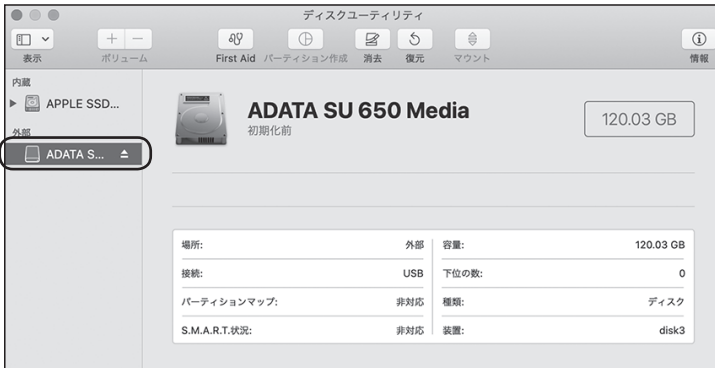 ディスクユーティリティ
表示
ボリューム
First Aid
パーティション作成
消去
復元
マウント
情報
内蔵
APPLE SSD...
外部
ADATA S...
ADATA SU 650 Media
初期化前
120.03 GB
場所: 外部
容量: 120.03 GB
接続: USB
下位の数: 0
パーティションマップ: 非対応
種類: ディスク
S.M.A.R.T.状況: 非対応
装置: disk3